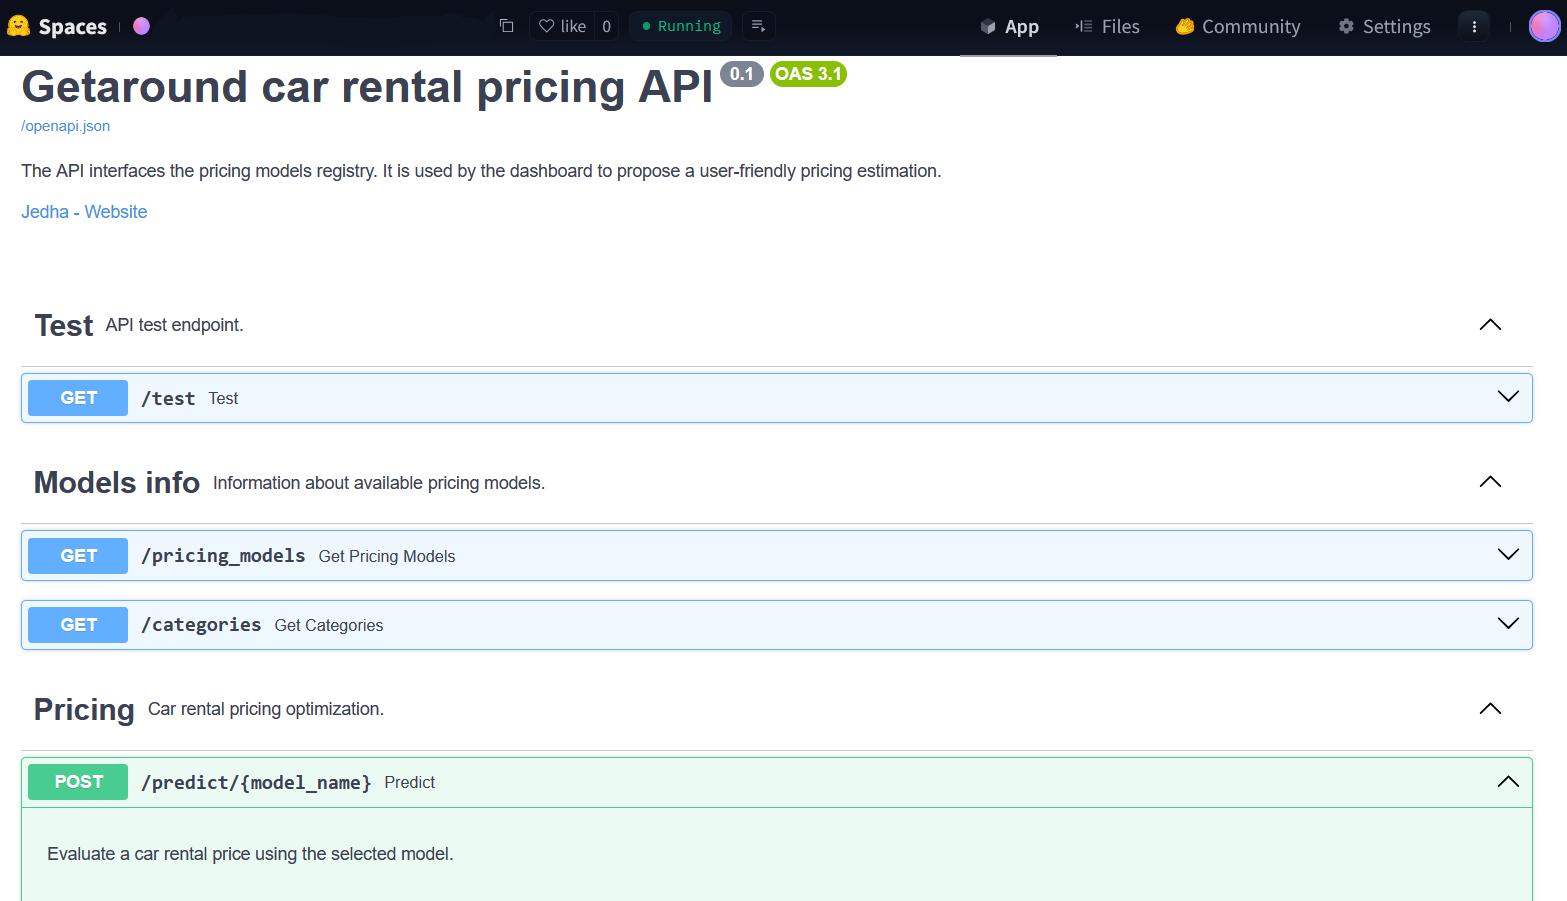 Spaces
like 0
Running
App
Files
Community
Settings
Getaround car rental pricing API 0.1 OAS 3.1
/openapi.json
The API interfaces the pricing models registry. It is used by the dashboard to propose a user-friendly pricing estimation.
Jedha - Website
Test API test endpoint.
GET /test Test
Models info Information about available pricing models.
GET /pricing_models Get Pricing Models
GET /categories Get Categories
Pricing Car rental pricing optimization.
POST /predict/{model_name} Predict
Evaluate a car rental price using the selected model.